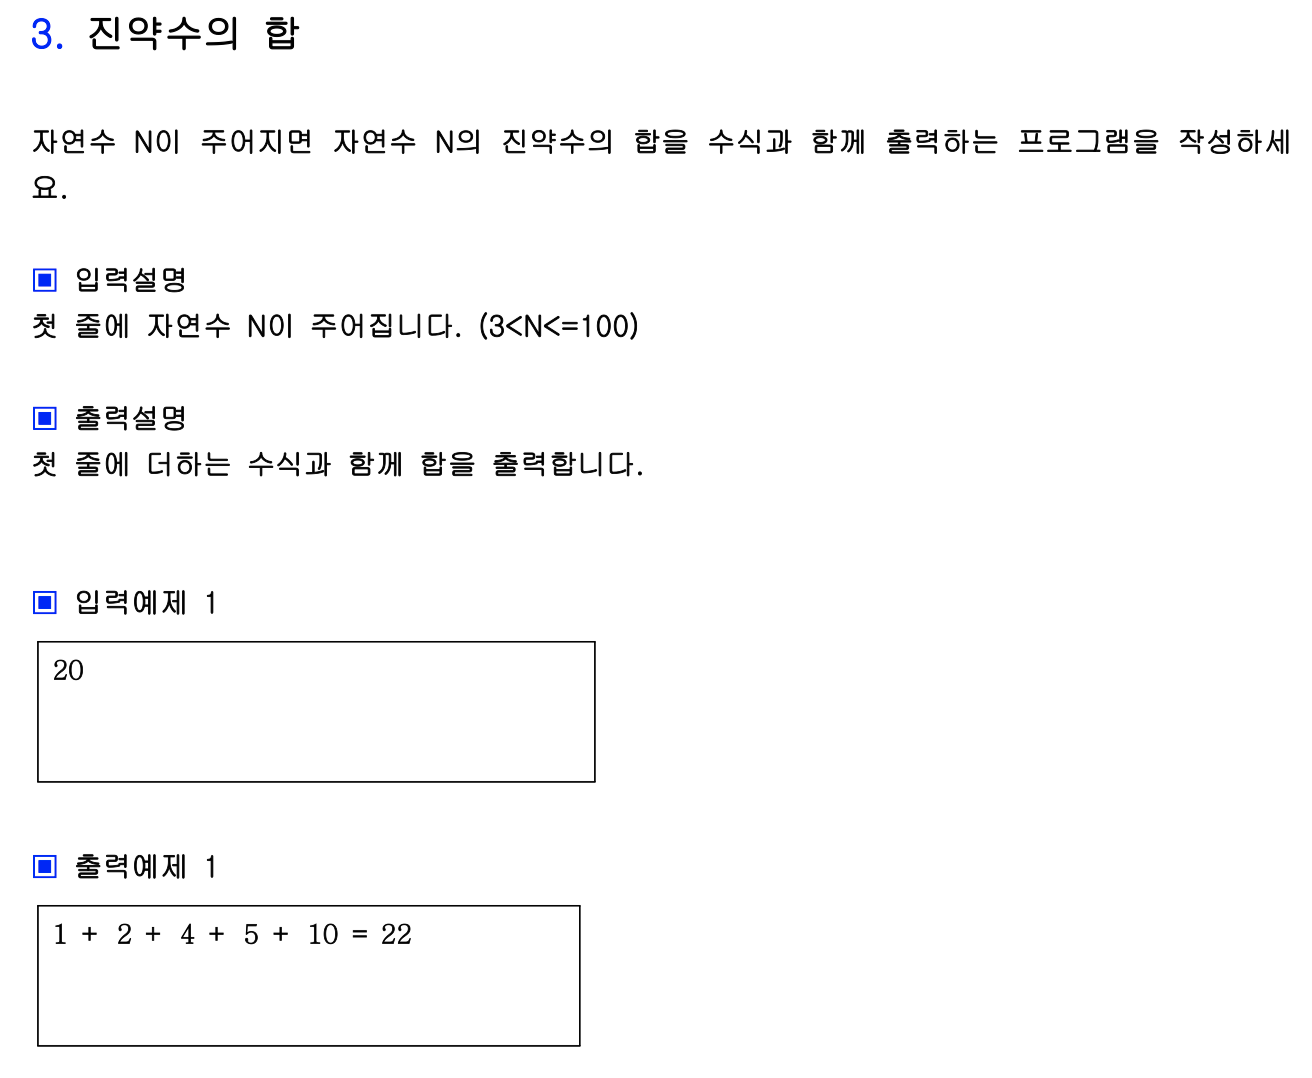 3. 진약수의 합
자연수 N이 주어지면 자연수 N의 진약수의 합을 수식과 함께 출력하는 프로그램을 작성하세
요.
▣ 입력설명
첫 줄에 자연수 N이 주어집니다. (3<N<=100)
▣ 출력설명
첫 줄에 더하는 수식과 함께 합을 출력합니다.
▣ 입력예제 1
20
▣ 출력예제 1
1 + 2 + 4 + 5 + 10 = 22